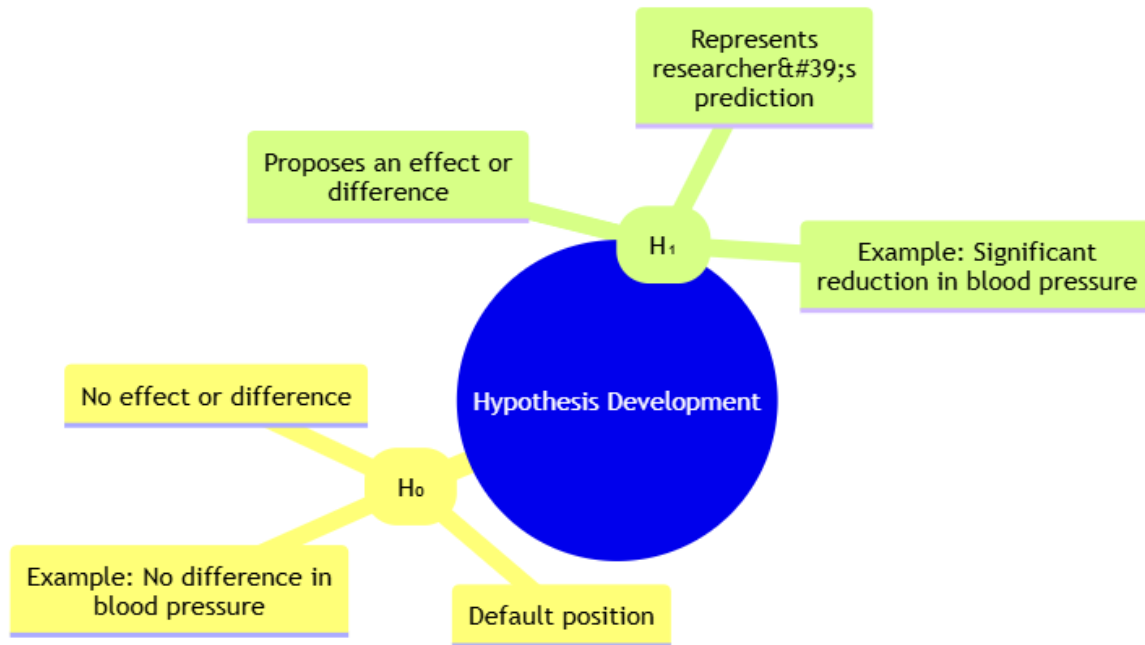 Represents
researcher&#39;s
prediction
Proposes an effect or
difference
H₁
Example: Significant
reduction in blood pressure
Hypothesis Development
No effect or difference
H₀
Example: No difference in
blood pressure
Default position